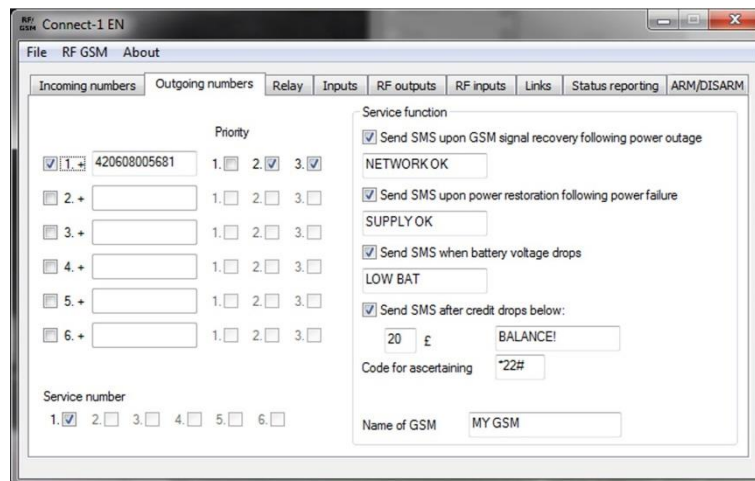 RF/GSM Connect-1 EN
File RF GSM About
Incoming numbers Outgoing numbers Relay Inputs RF outputs RF inputs Links Status reporting ARM/DISARM
Priority
1. + 420608005681 1. 2. 3.
2. + 1. 2. 3.
3. + 1. 2. 3.
4. + 1. 2. 3.
5. + 1. 2. 3.
6. + 1. 2. 3.
Service number
1. 2. 3. 4. 5. 6.
Service function
Send SMS upon GSM signal recovery following power outage
NETWORK OK
Send SMS upon power restoration following power failure
SUPPLY OK
Send SMS when battery voltage drops
LOW BAT
Send SMS after credit drops below:
20 £ BALANCE!
Code for ascertaining *22#
Name of GSM MY GSM